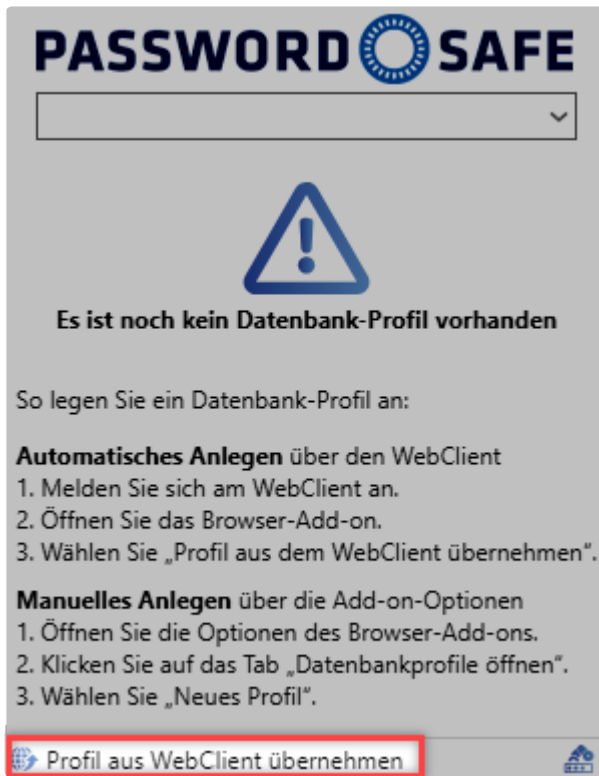 PASSWORD SAFE
Es ist noch kein Datenbank-Profil vorhanden
So legen Sie ein Datenbank-Profil an:
Automatisches Anlegen über den WebClient
1. Melden Sie sich am WebClient an.
2. Öffnen Sie das Browser-Add-on.
3. Wählen Sie „Profil aus dem WebClient übernehmen“.
Manuelles Anlegen über die Add-on-Optionen
1. Öffnen Sie die Optionen des Browser-Add-ons.
2. Klicken Sie auf das Tab „Datenbankprofile öffnen“.
3. Wählen Sie „Neues Profil“.
Profil aus WebClient übernehmen